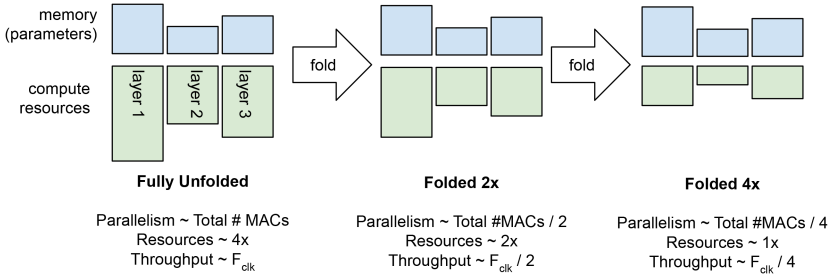 memory
(parameters)
fold
fold
compute
resources
layer 1
layer 2
layer 3
Fully Unfolded
Folded 2x
Folded 4x
Parallelism ~ Total # MACs
Resources ~ 4x
Throughput ~ Fclk
Parallelism ~ Total #MACs / 2
Resources ~ 2x
Throughput ~ Fclk / 2
Parallelism ~ Total #MACs / 4
Resources ~ 1x
Throughput ~ Fclk / 4